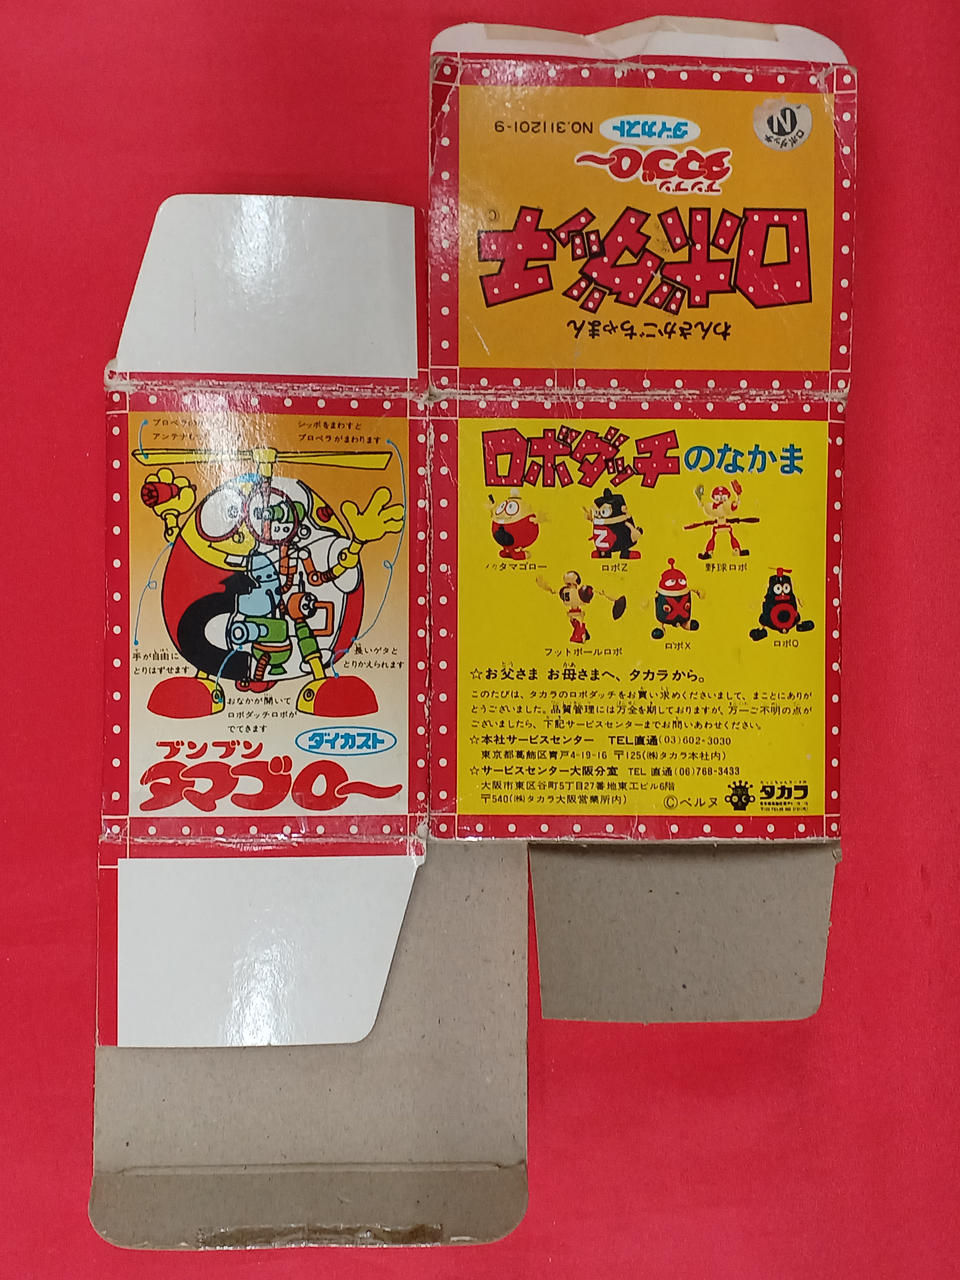 わんさかごちゃまん
ロボダッチ
©
ブンブン
タマゴロ〜
ダイカスト
NO.311201-9
ロボダッチ
N
プロペラ
アンテナも
シッポをまわすと
プロペラがまわります
手が自由に
とりはずせます
長いゲタと
とりかえられます
おなかが開いて
ロボダッチロボが
でてきます
ダイカスト
ブンブン
タマゴロ〜
ロボダッチのなかま
メカタマゴロー
ロボZ
野球ロボ
フットボールロボ
ロボX
ロボO
☆お父さま お母さまへ、タカラから。
このたびは、タカラのロボダッチをお買い求めくださいまして、まことにありが
とうございました。品質管理には万全を期しておりますが、万一ご不明の点が
ございましたら、下記サービスセンターまでお問いあわせください。
☆本社サービスセンター TEL直通(03)602-3030
東京都葛飾区青戸4-19-16 〒125(㈱タカラ本社内)
☆サービスセンター大阪分室 TEL 直通(06)768-3433
大阪市東区谷町5丁目27番地東エビル6階
〒540(㈱タカラ大阪営業所内)
©ペルヌ
タカラ